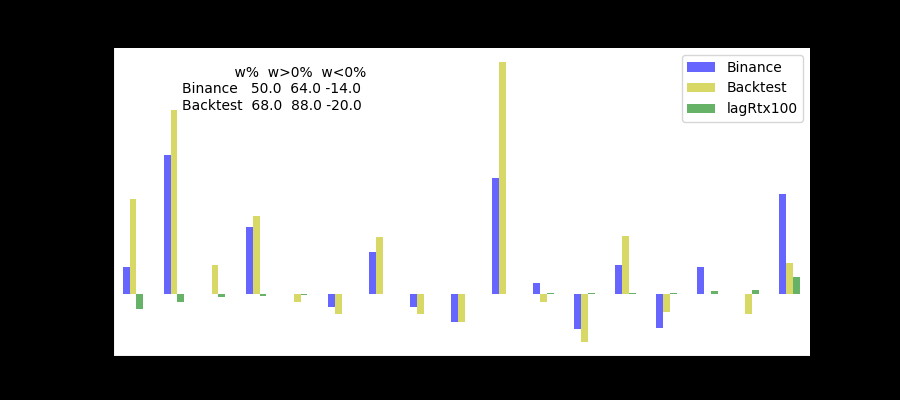 w% w>0% w<0%
Binance 50.0 64.0 -14.0
Backtest 68.0 88.0 -20.0
Binance
Backtest
lagRtx100